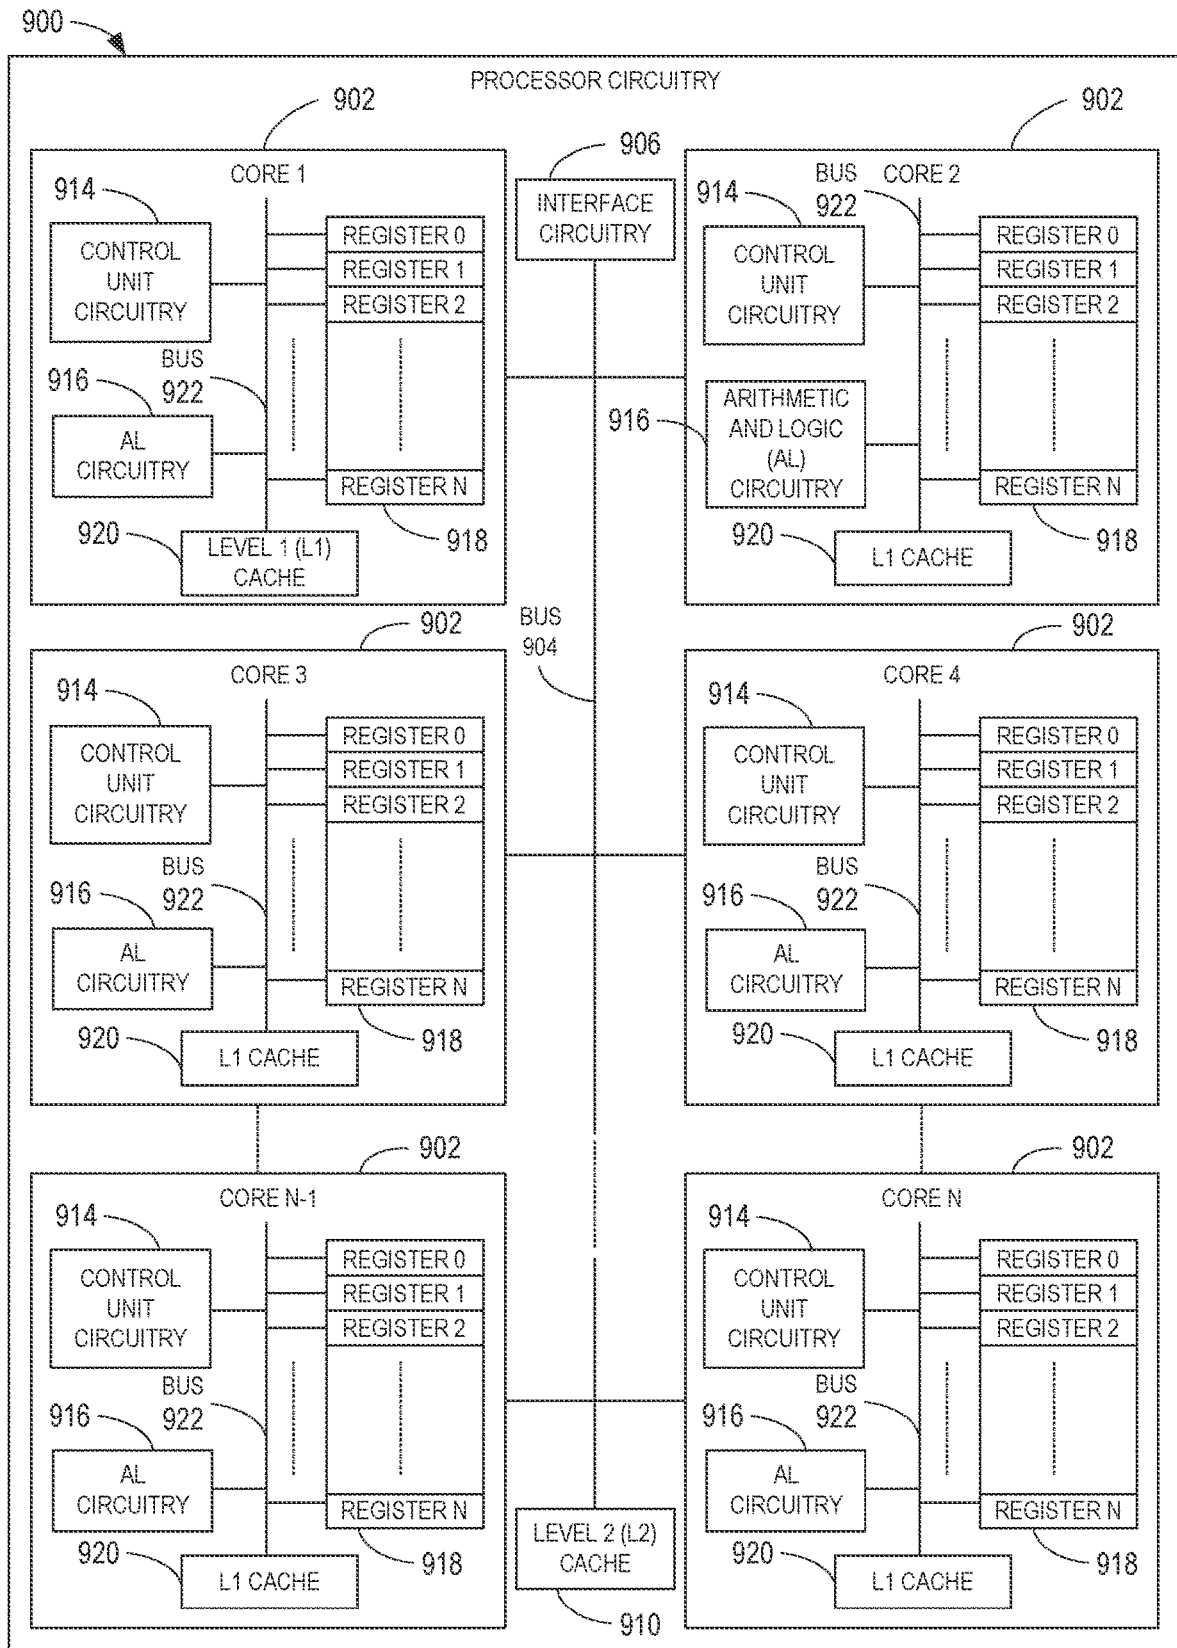 900
PROCESSOR CIRCUITRY
902
CORE 1
914
CONTROL
UNIT
CIRCUITRY
REGISTER 0
REGISTER 1
REGISTER 2
BUS
922
916
AL
CIRCUITRY
REGISTER N
918
920
LEVEL 1 (L1)
CACHE
906
INTERFACE
CIRCUITRY
902
BUS
922
CORE 2
914
CONTROL
UNIT
CIRCUITRY
REGISTER 0
REGISTER 1
REGISTER 2
916
ARITHMETIC
AND LOGIC
(AL)
CIRCUITRY
REGISTER N
918
920
L1 CACHE
BUS
904
902
CORE 3
914
CONTROL
UNIT
CIRCUITRY
REGISTER 0
REGISTER 1
REGISTER 2
BUS
922
916
AL
CIRCUITRY
REGISTER N
918
920
L1 CACHE
902
CORE 4
914
CONTROL
UNIT
CIRCUITRY
REGISTER 0
REGISTER 1
REGISTER 2
BUS
922
916
AL
CIRCUITRY
REGISTER N
918
920
L1 CACHE
902
CORE N-1
914
CONTROL
UNIT
CIRCUITRY
REGISTER 0
REGISTER 1
REGISTER 2
BUS
922
916
AL
CIRCUITRY
REGISTER N
918
920
L1 CACHE
LEVEL 2 (L2)
CACHE
910
902
CORE N
914
CONTROL
UNIT
CIRCUITRY
REGISTER 0
REGISTER 1
REGISTER 2
BUS
922
916
AL
CIRCUITRY
REGISTER N
918
920
L1 CACHE